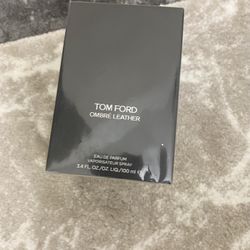 TOM FORD
OMBRÉ LEATHER
EAU DE PARFUM
VAPORISATEUR SPRAY
3.4 FL.OZ./OZ.LIQ./100 ml